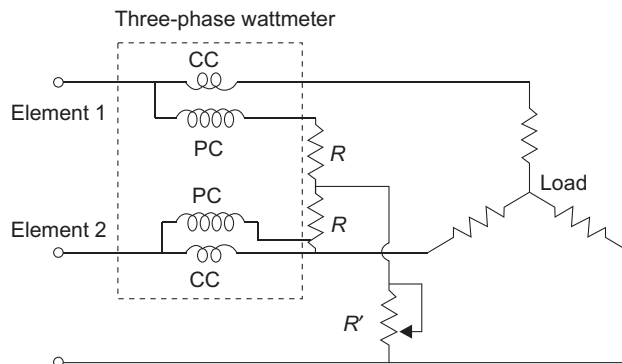 Three-phase wattmeter
CC
Element 1
PC
R
Load
PC
Element 2
R
CC
R′